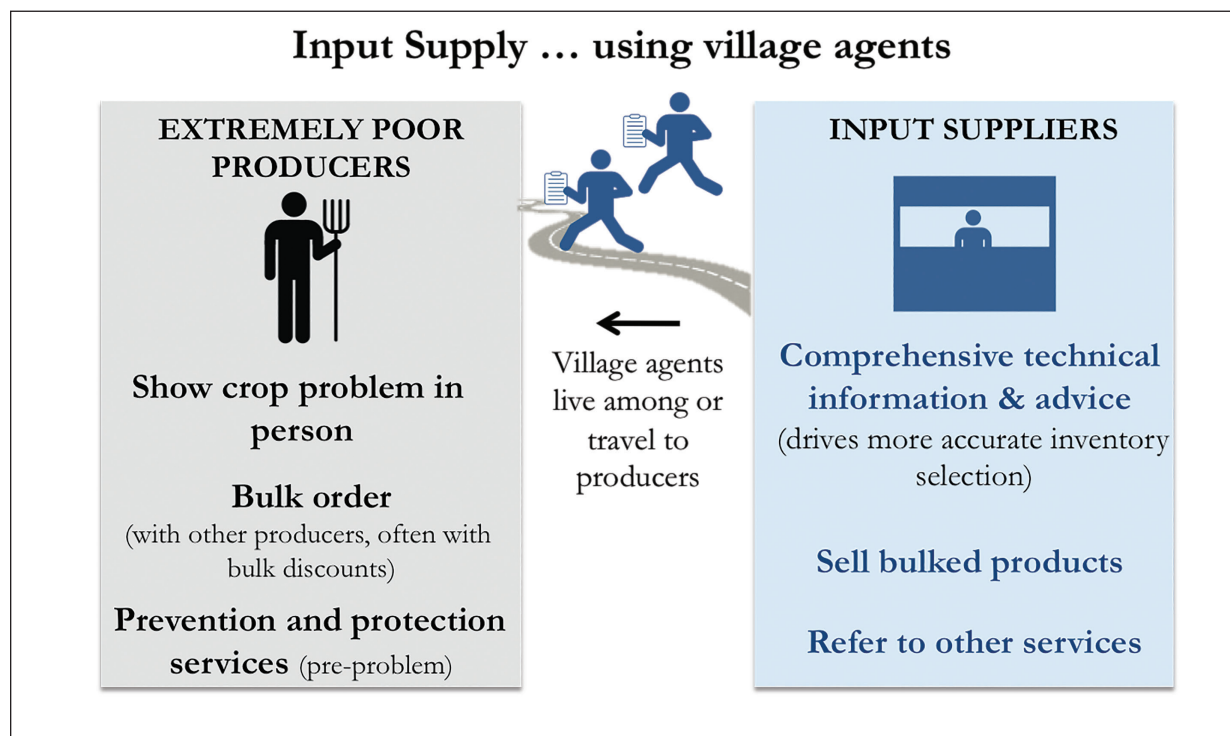 Input Supply … using village agents
EXTREMELY POOR
PRODUCERS
Show crop problem in
person
Bulk order
(with other producers, often with
bulk discounts)
Prevention and protection
services (pre-problem)
Village agents
live among or
travel to
producers
INPUT SUPPLIERS
Comprehensive technical
information & advice
(drives more accurate inventory
selection)
Sell bulked products
Refer to other services